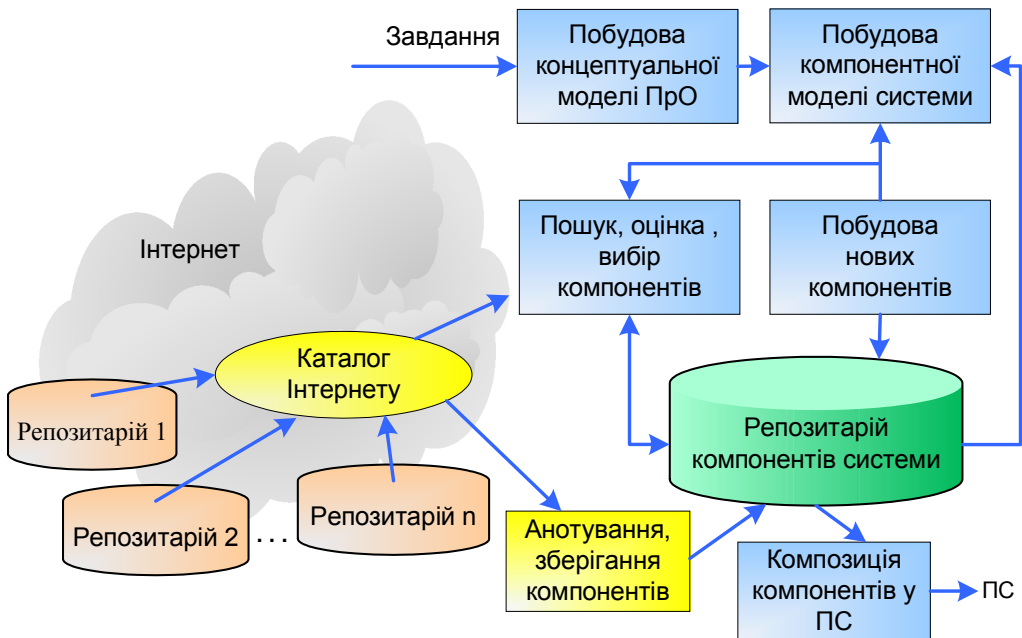 Завдання
Побудова
концептуальної
моделі ПрО
Побудова
компонентної
моделі системи
Інтернет
Пошук, оцінка ,
вибір
компонентів
Побудова
нових
компонентів
Каталог
Інтернету
Репозитарій 1
Репозитарій 2
...
Репозитарій n
Репозитарій
компонентів системи
Анотування,
зберігання
компонентів
Композиція
компонентів у
ПС
ПС